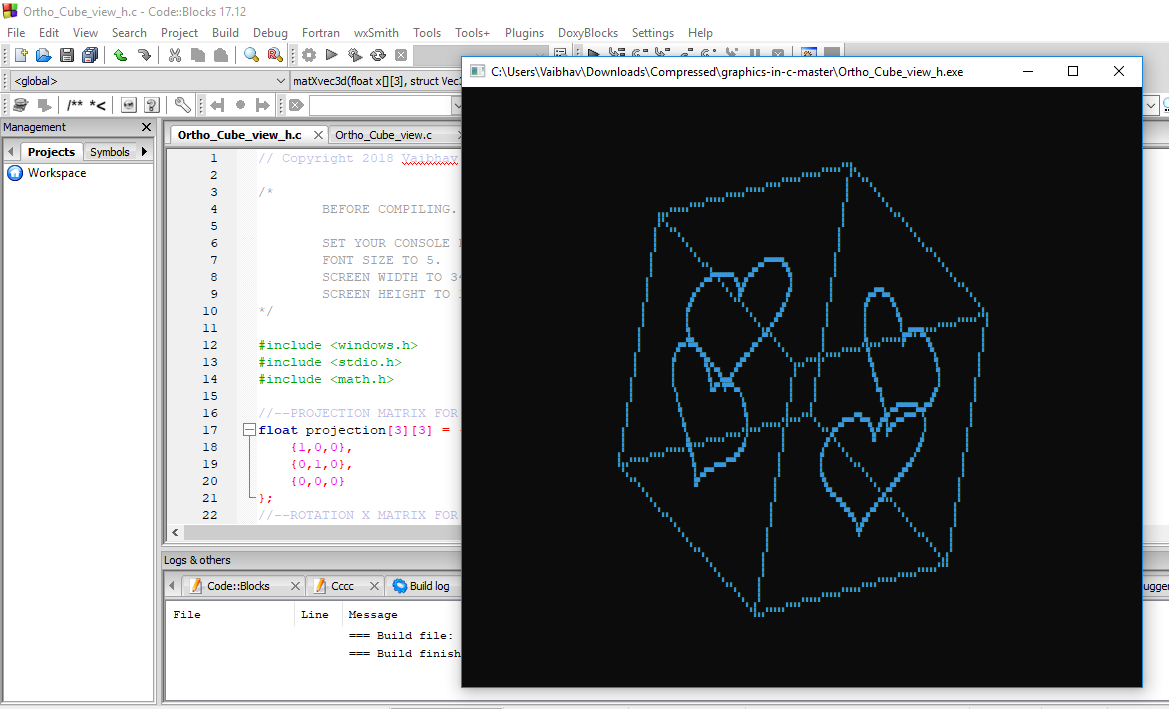 Ortho_Cube_view_h.c - Code::Blocks 17.12
File Edit View Search Project Build Debug Fortran wxSmith Tools Tools+ Plugins DoxyBlocks Settings Help
C:\Users\Vaibhav\Downloads\Compressed\graphics-in-c-master\Ortho_Cube_view_h.exe
<global>
matXvec3d(float x[][3], struct Vec3
/** *<
Management
Projects Symbols
Workspace
Ortho_Cube_view_h.c Ortho_Cube_view.c
1 // Copyright 2018 Vaibhav
2
3 /*
4 BEFORE COMPILING.
5
6 SET YOUR CONSOLE
7 FONT SIZE TO 5.
8 SCREEN WIDTH TO 34
9 SCREEN HEIGHT TO
10 */
11
12 #include <windows.h>
13 #include <stdio.h>
14 #include <math.h>
15
16 //--PROJECTION MATRIX FOR
17 float projection[3][3] =
18 {1,0,0},
19 {0,1,0},
20 {0,0,0}
21 };
22 //--ROTATION X MATRIX FOR
Logs & others
Code::Blocks Cccc Build log
File Line Message
=== Build file:
=== Build finish